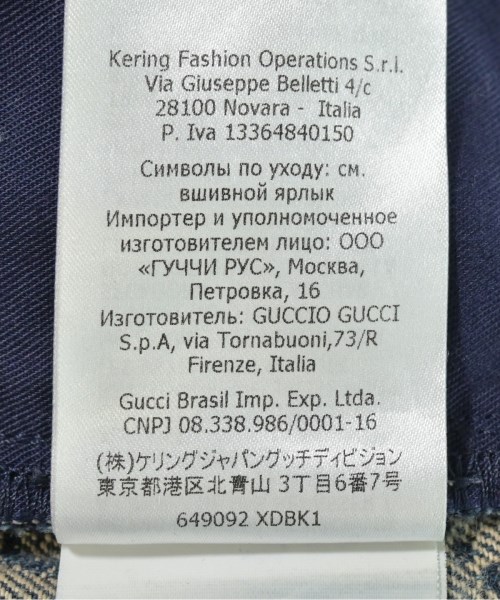 Kering Fashion Operations S.r.l.
Via Giuseppe Belletti 4/c
28100 Novara - Italia
P. Iva 13364840150
Символы по уходу: см.
вшивной ярлык
Импортер и уполномоченное
изготовителем лицо: ООО
«ГУЧЧИ РУС», Москва,
Петровка, 16
Изготовитель: GUCCIO GUCCI
S.p.A, via Tornabuoni,73/R
Firenze, Italia
Gucci Brasil Imp. Exp. Ltda.
CNPJ 08.338.986/0001-16
(株)ケリングジャパングッチディビジョン
東京都港区北青山 3丁目6番7号
649092 XDBK1